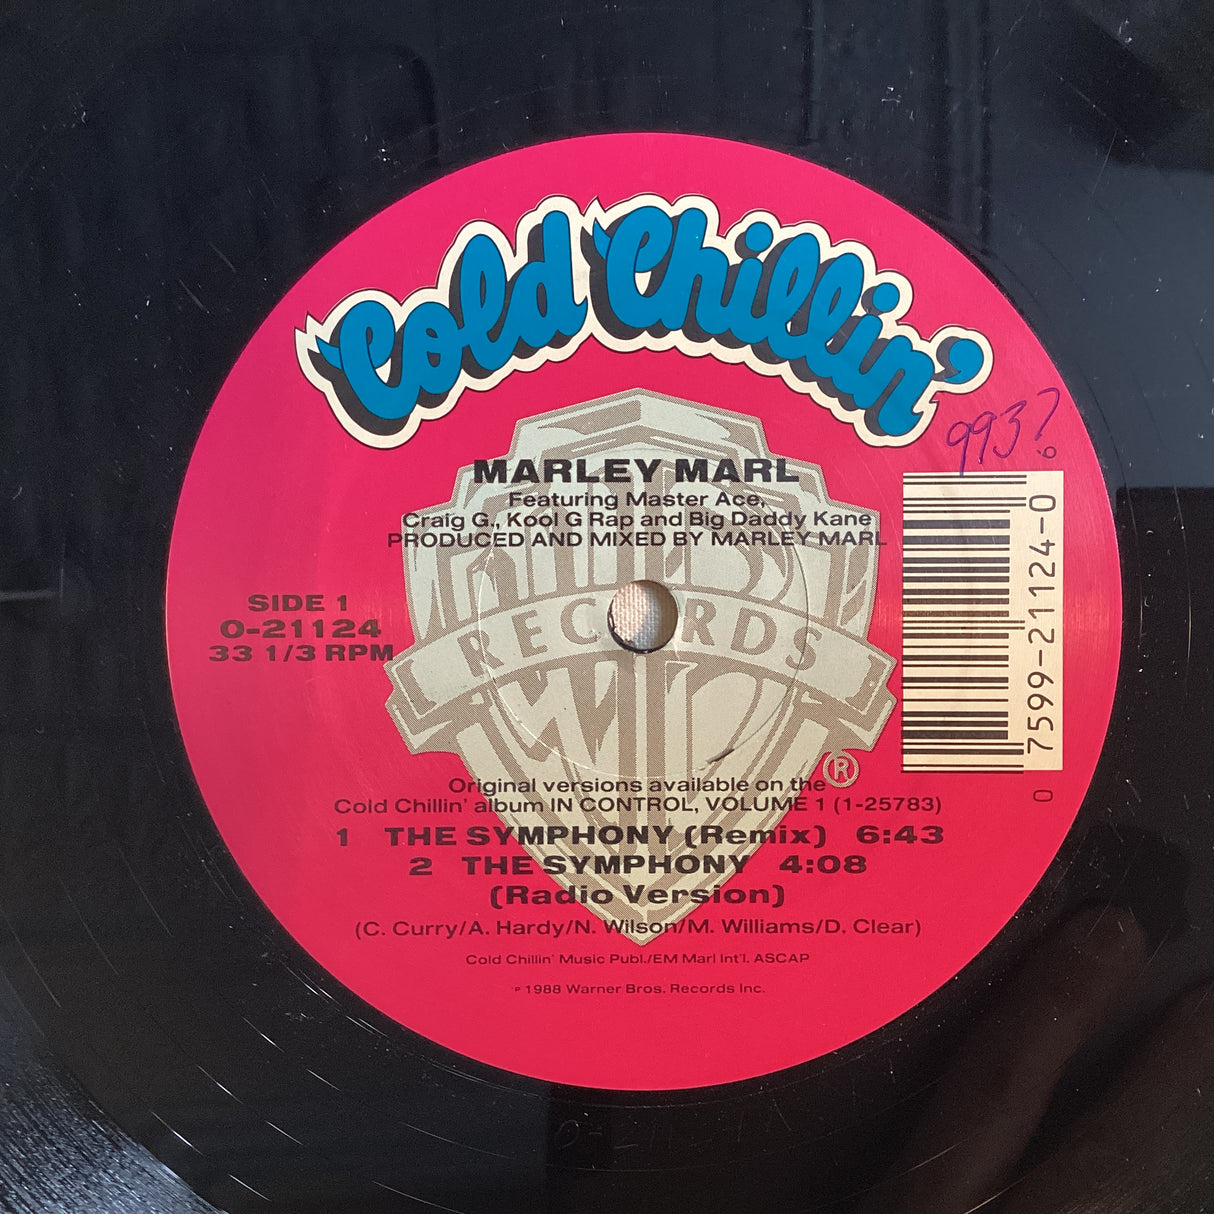 Cold Chillin'
993?
MARLEY MARL
Featuring Master Ace,
Craig G., Kool G Rap and Big Daddy Kane
PRODUCED AND MIXED BY MARLEY MARL
SIDE 1
0-21124
33 1/3 RPM
RECORDS
6
7599-21124-0
0
®
Original versions available on the
Cold Chillin' album IN CONTROL, VOLUME 1 (1-25783)
1 THE SYMPHONY (Remix) 6:43
2 THE SYMPHONY 4:08
(Radio Version)
(C. Curry/A. Hardy/N. Wilson/M. Williams/D. Clear)
Cold Chillin' Music Publ./EM Marl Int'l. ASCAP
℗ 1988 Warner Bros. Records Inc.